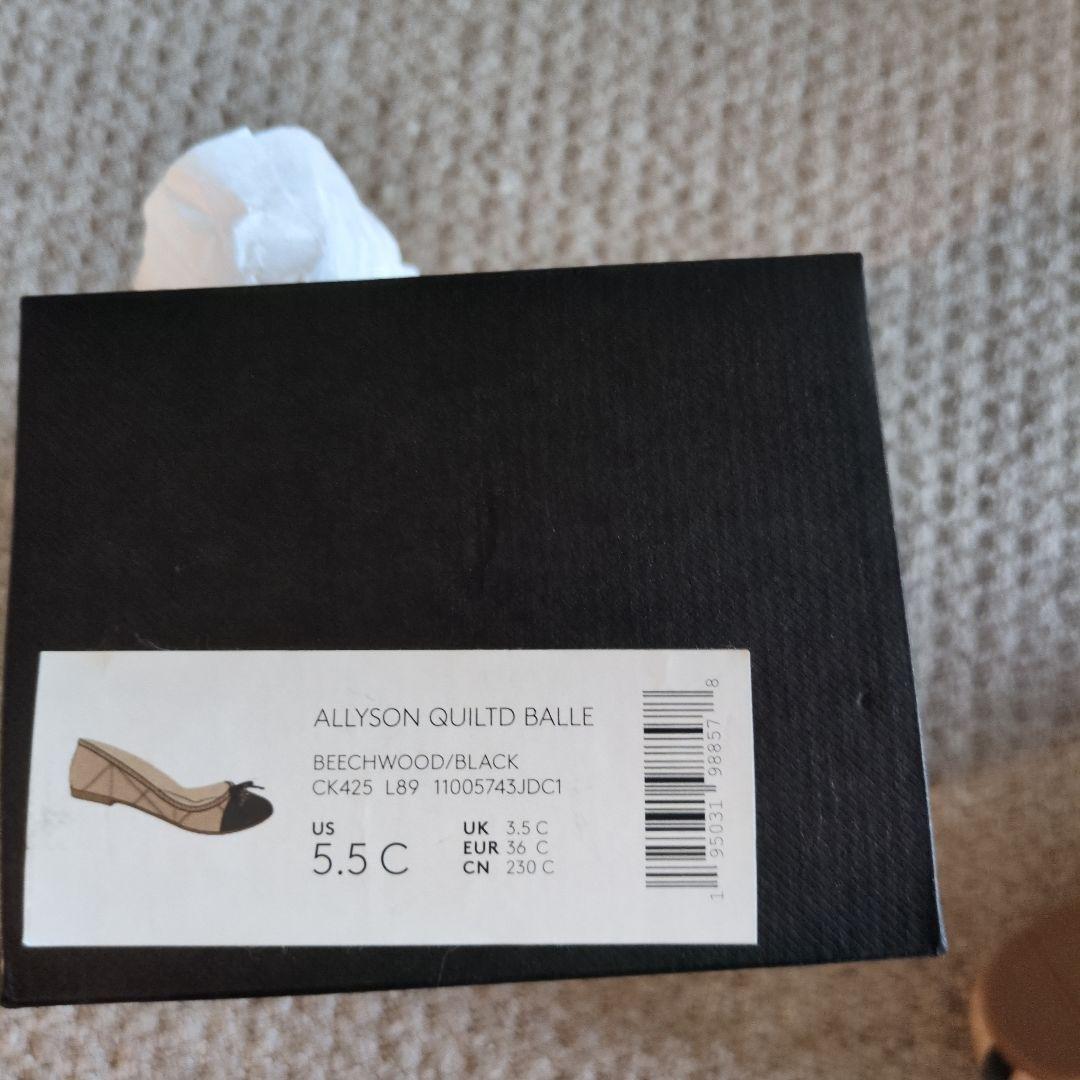 ALLYSON QUILTD BALLE
BEECHWOOD/BLACK
CK425 L89 11005743JDC1
US
5.5 C
UK 3.5 C
EUR 36 C
CN 230 C
1 95031 98857 8